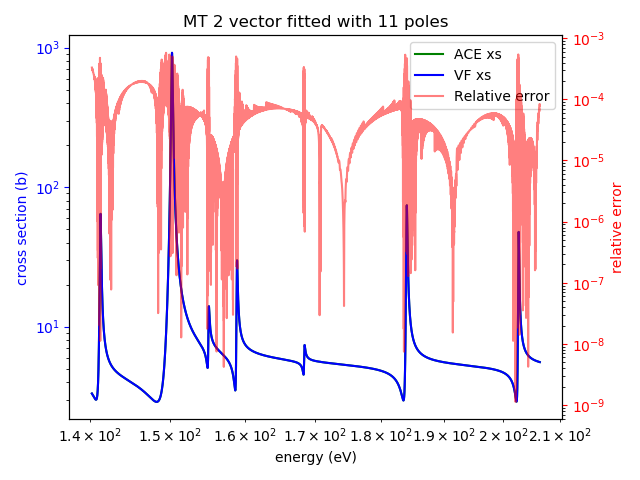 MT 2 vector fitted with 11 poles
ACE xs
VF xs
Relative error
10³
10²
10¹
cross section (b)
10⁻³
10⁻⁴
10⁻⁵
10⁻⁶
10⁻⁷
10⁻⁸
10⁻⁹
relative error
1.4 × 10² 1.5 × 10² 1.6 × 10² 1.7 × 10² 1.8 × 10² 1.9 × 10² 2 × 10² 2.1 × 10²
energy (eV)